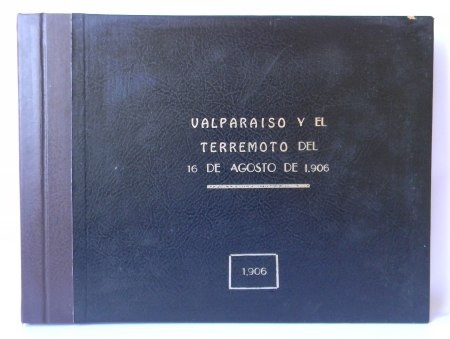 VALPARAISO Y EL
TERREMOTO DEL
16 DE AGOSTO DE 1.906
1.906